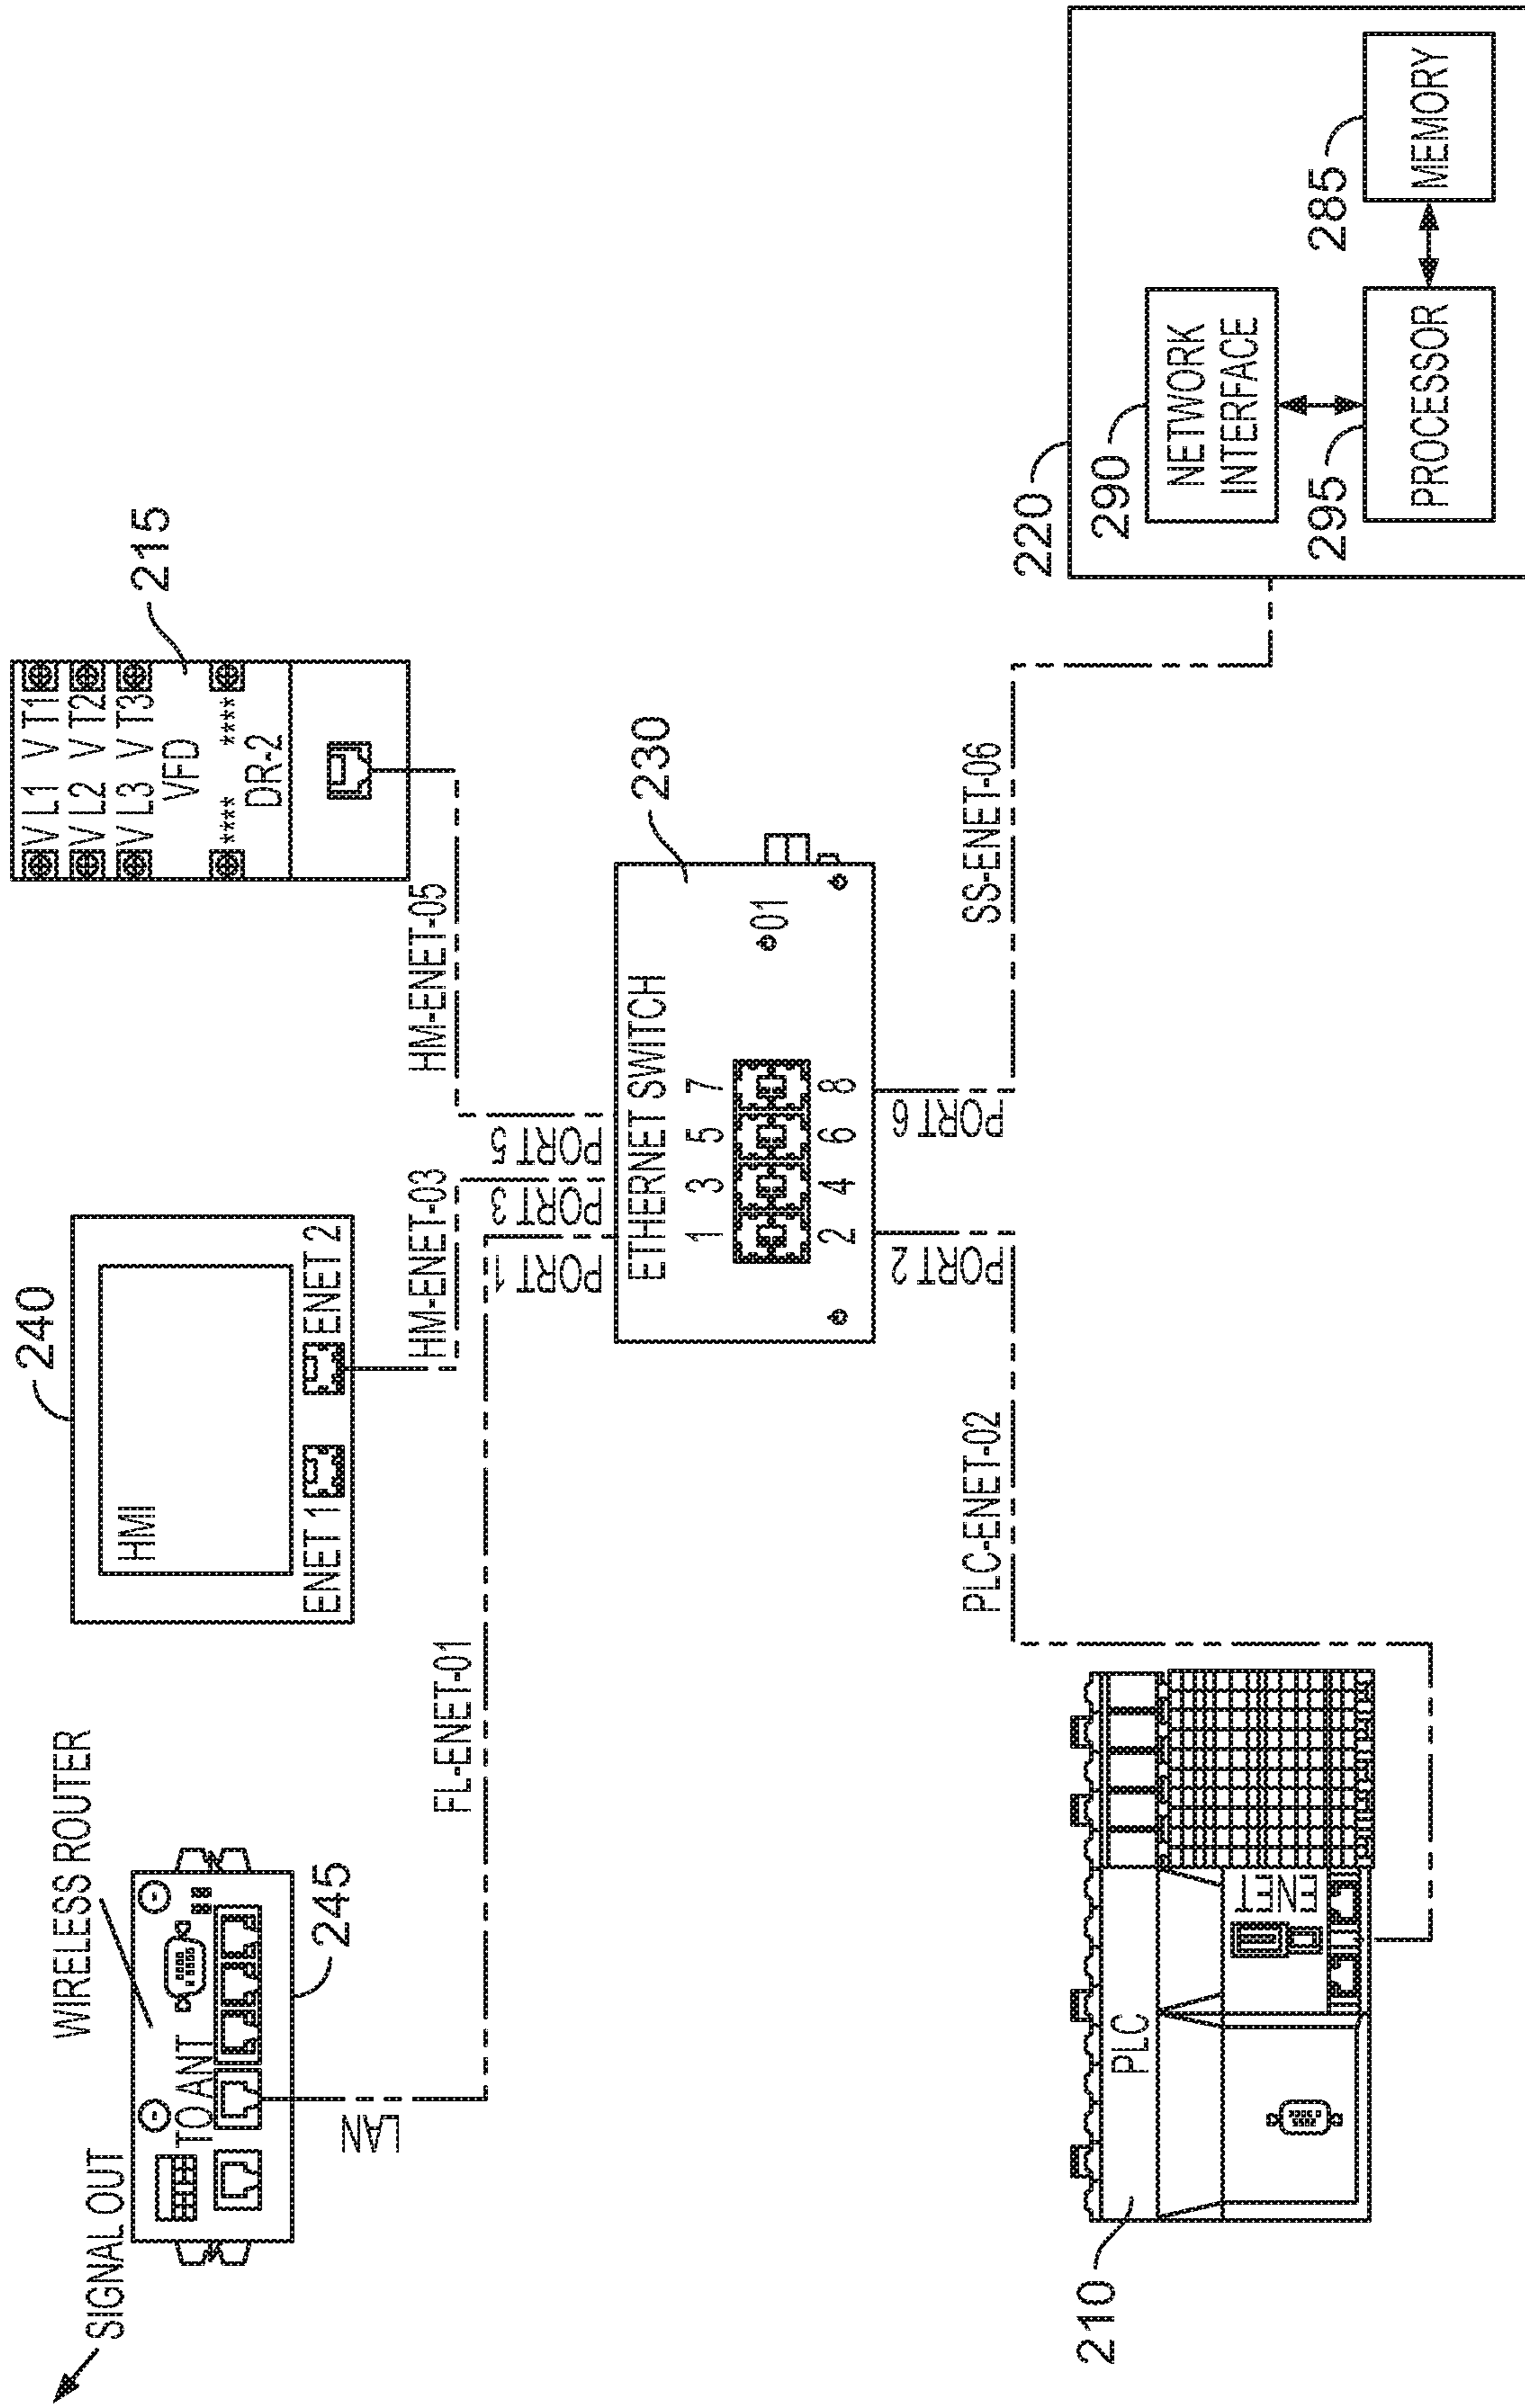 SIGNAL OUT
WIRELESS ROUTER
TO ANT
245
LAN
FL-ENET-01
240
HMI
ENET 1
ENET 2
HM-ENET-03
V L1 V T1
V L2 V T2
V L3 V T3
VFD
**** ****
DR-2
215
HM-ENET-05
PORT 1
PORT 3
PORT 5
ETHERNET SWITCH
230
1 3 5 7
01
2 4 6 8
PORT 2
PORT 6
PLC-ENET-02
SS-ENET-06
210
PLC
ENET
220
290
NETWORK
INTERFACE
295
PROCESSOR
285
MEMORY